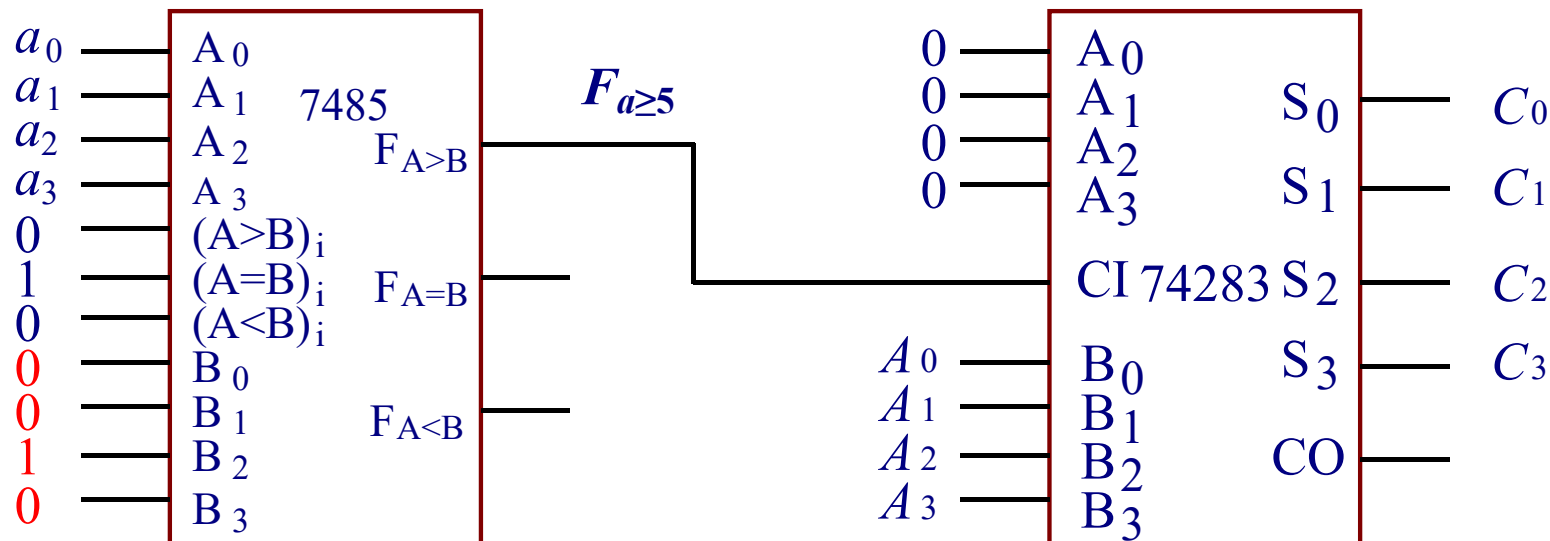 a0 A0 0 A0
a1 A1 7485 Fa≥5 0 A1 S0 C0
a2 A2 FA>B 0 A2
a3 A3 0 A3 S1 C1
0 (A>B)i
1 (A=B)i FA=B CI 74283 S2 C2
0 (A<B)i
0 B0 A0 B0 S3 C3
0 B1 FA<B A1 B1
1 B2 A2 B2 CO
0 B3 A3 B3